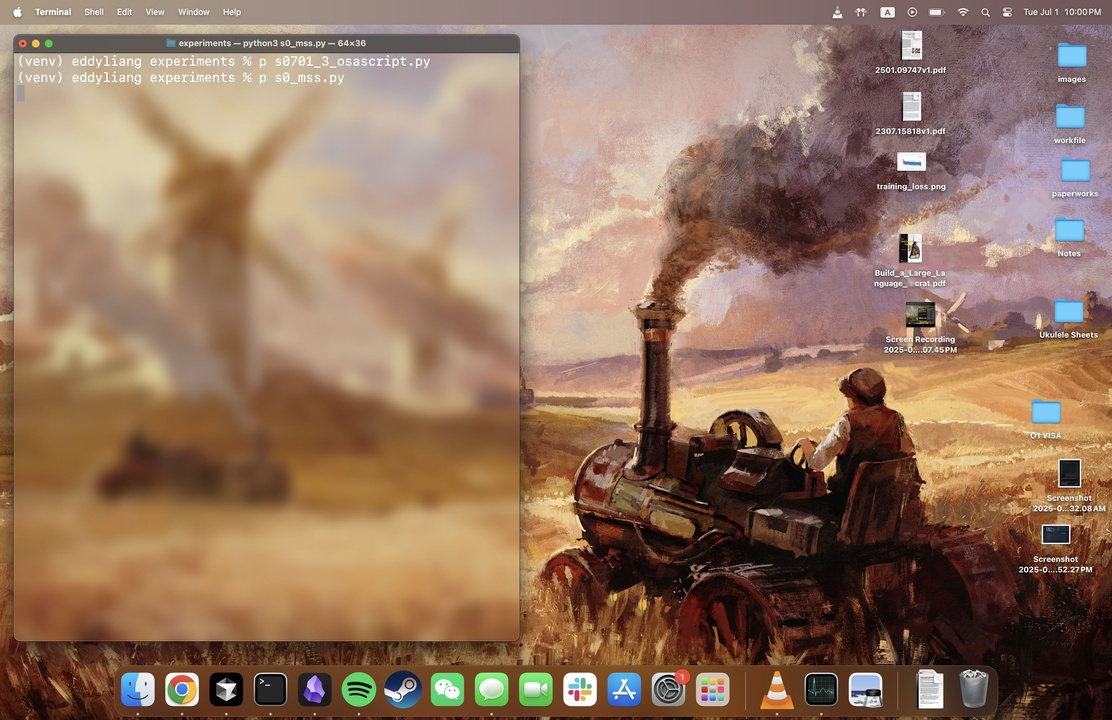 Terminal Shell Edit View Window Help
A
Tue Jul 1 10:00 PM
experiments — python3 s0_mss.py — 64×36
(venv) eddyliang experiments % p s0701_3_osascript.py
(venv) eddyliang experiments % p s0_mss.py
2501.09747v1.pdf
images
2307.15818v1.pdf
workfile
training_loss.png
paperworks
Build_a_Large_La
nguage_...crat.pdf
Notes
Screen Recording
2025-0....07.45 PM
Ukulele Sheets
O1 VISA
Screenshot
2025-0...32.08 AM
Screenshot
2025-0....52.27 PM
>_
1